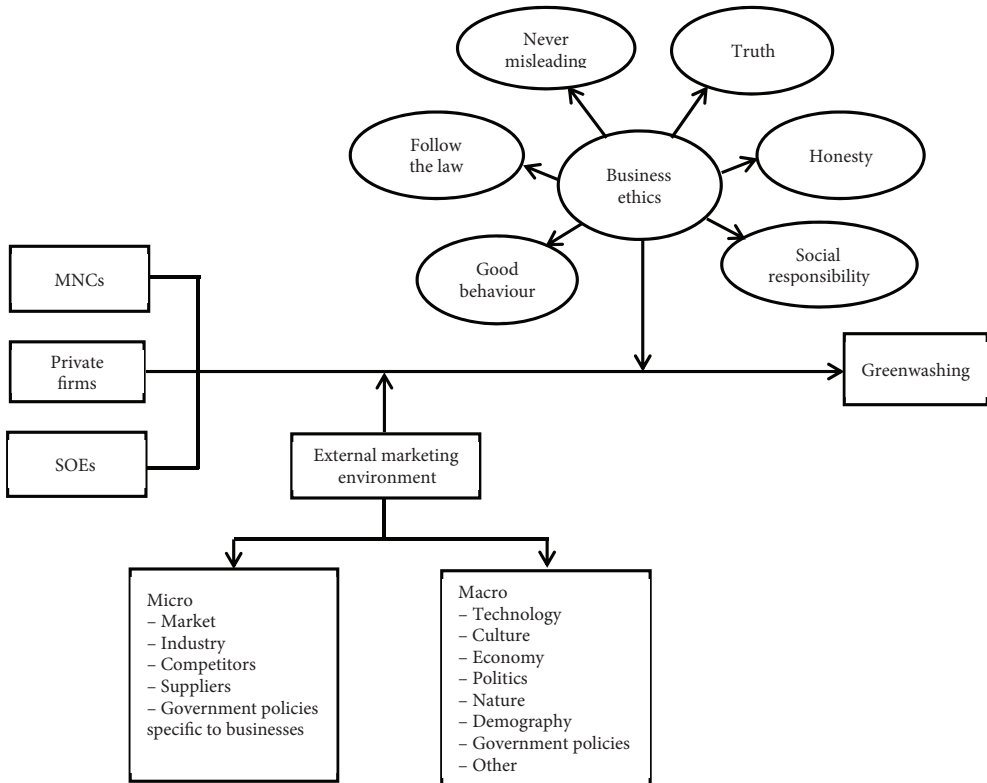 Never
misleading
Truth
Follow
the law
Honesty
Business
ethics
Good
behaviour
Social
responsibility
MNCs
Private
firms
Greenwashing
SOEs
External marketing
environment
Micro
– Market
– Industry
– Competitors
– Suppliers
– Government policies
specific to businesses
Macro
– Technology
– Culture
– Economy
– Politics
– Nature
– Demography
– Government policies
– Other